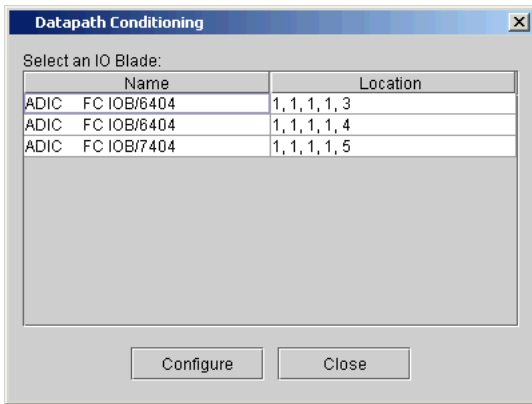 Datapath Conditioning
Select an IO Blade:
Name Location
ADIC FC IOB/6404 1, 1, 1, 1, 3
ADIC FC IOB/6404 1, 1, 1, 1, 4
ADIC FC IOB/7404 1, 1, 1, 1, 5
Configure Close